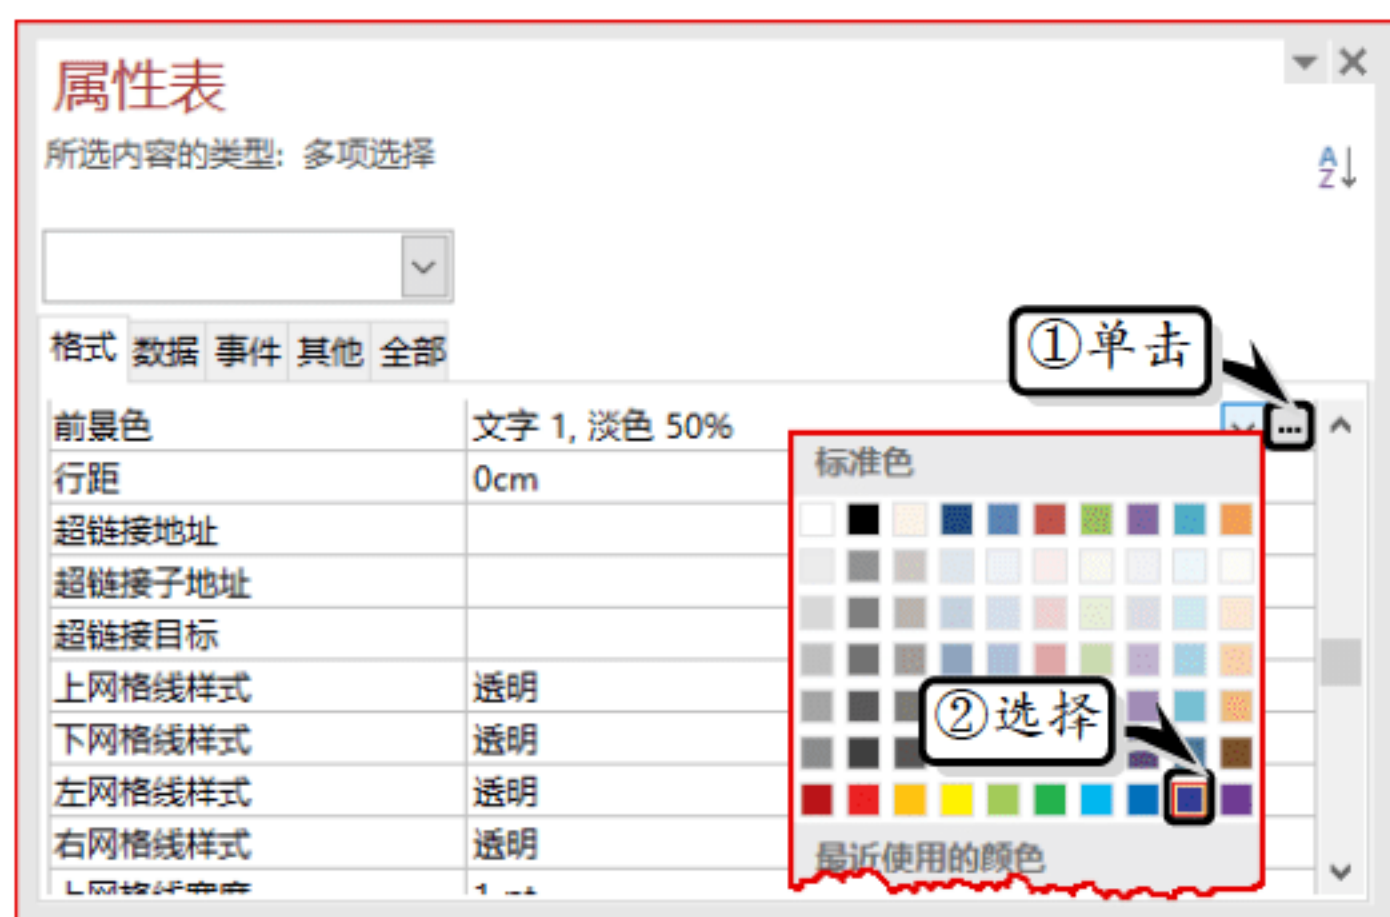 属性表
所选内容的类型: 多项选择
格式 数据 事件 其他 全部
①单击
前景色 文字 1, 淡色 50%
标准色
行距 0cm
超链接地址
超链接子地址
超链接目标
上网格线样式 透明
②选择
下网格线样式 透明
左网格线样式 透明
右网格线样式 透明
最近使用的颜色